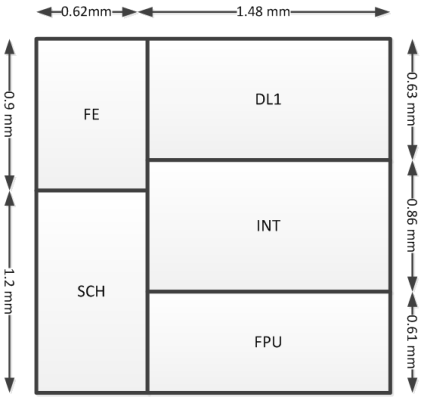 0.62mm
1.48 mm
0.9 mm
FE
DL1
0.63 mm
INT
0.86 mm
1.2 mm
SCH
FPU
0.61 mm